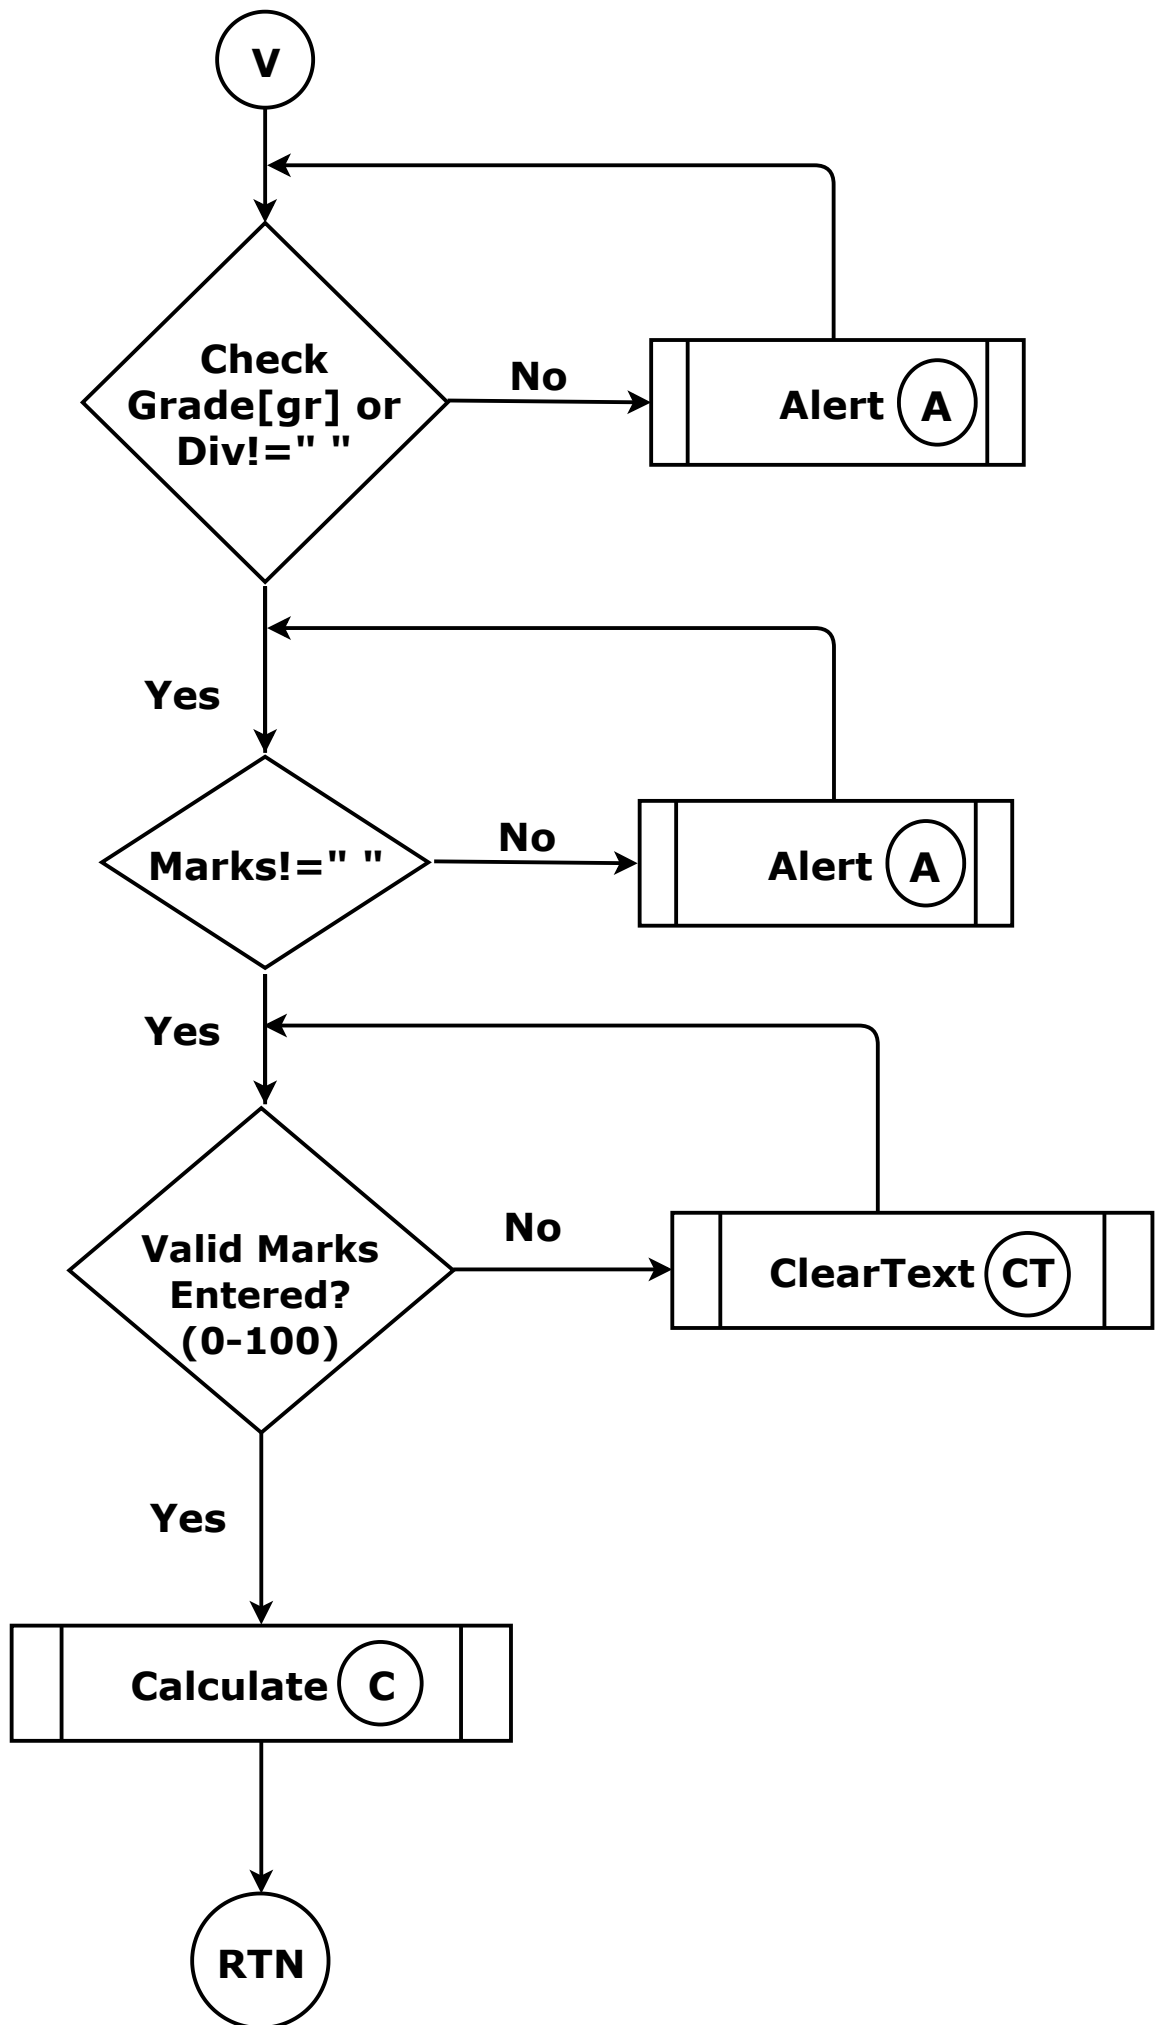 V
Check
Grade[gr] or
Div!=" "
No
Alert A
Yes
Marks!=" "
No
Alert A
Yes
Valid Marks
Entered?
(0-100)
No
ClearText CT
Yes
Calculate C
RTN